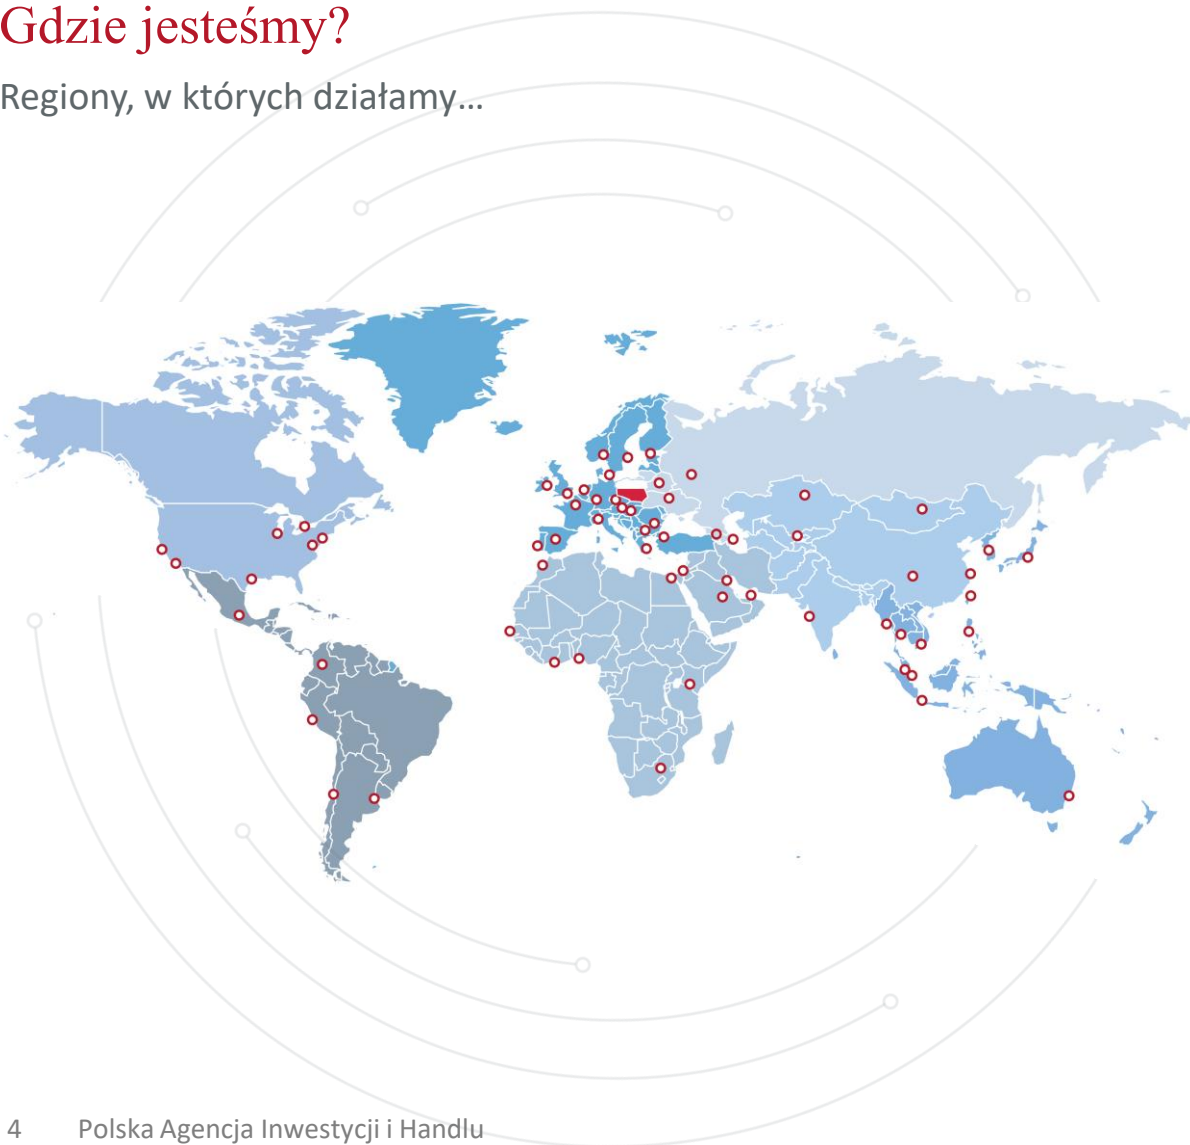 Gdzie jesteśmy?
Regiony, w których działamy...
4 Polska Agencja Inwestycji i Handlu